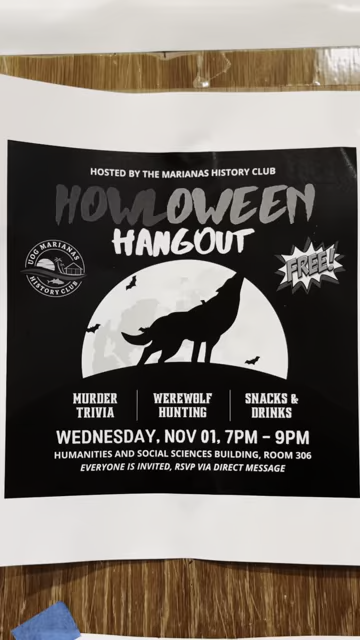 HOSTED BY THE MARIANAS HISTORY CLUB
HOWLOWEEN
HANGOUT
UOG MARIANAS
HISTORY CLUB
FREE!
MURDER
TRIVIA
WEREWOLF
HUNTING
SNACKS &
DRINKS
WEDNESDAY, NOV 01, 7PM - 9PM
HUMANITIES AND SOCIAL SCIENCES BUILDING, ROOM 306
EVERYONE IS INVITED, RSVP VIA DIRECT MESSAGE